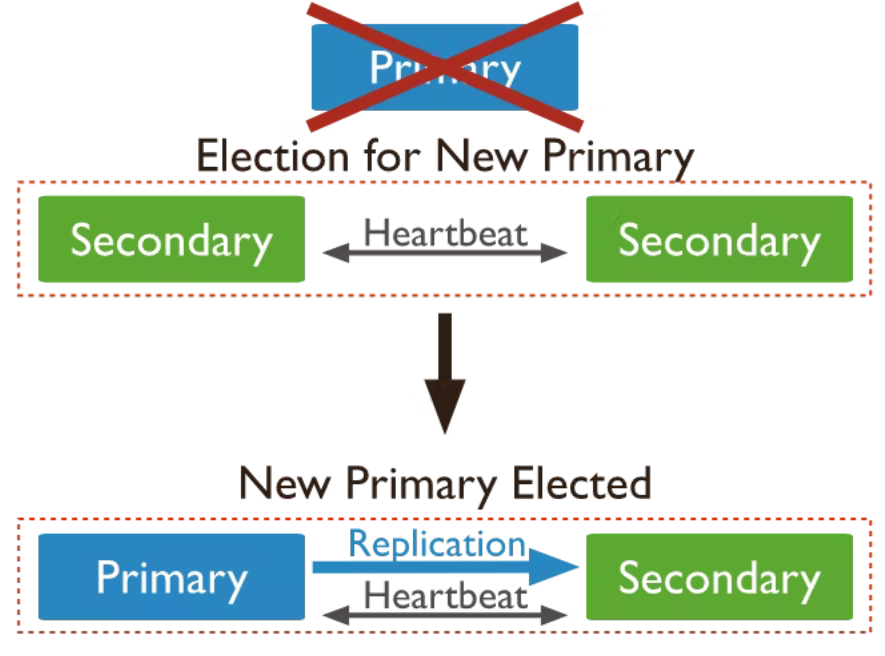 Primary
Election for New Primary
Secondary Heartbeat Secondary
New Primary Elected
Replication
Primary Heartbeat Secondary